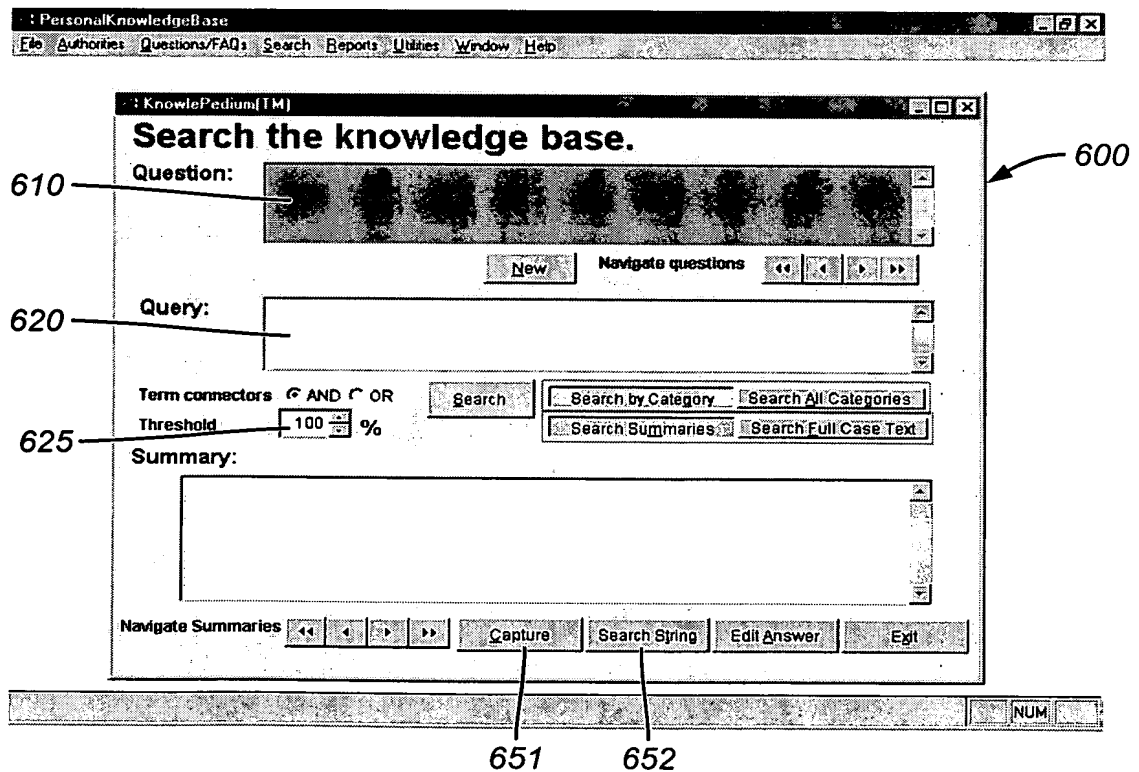 PersonalKnowledgeBase
File Authorities Questions/FAQs Search Reports Utilities Window Help
KnowlePedium(TM)
Search the knowledge base.
600
Question:
610
New Navigate questions
Query:
620
Term connectors AND OR Search Search by Category Search All Categories
Threshold 100 % Search Summaries Search Full Case Text
625
Summary:
Navigate Summaries Capture Search String Edit Answer Exit
NUM
651 652